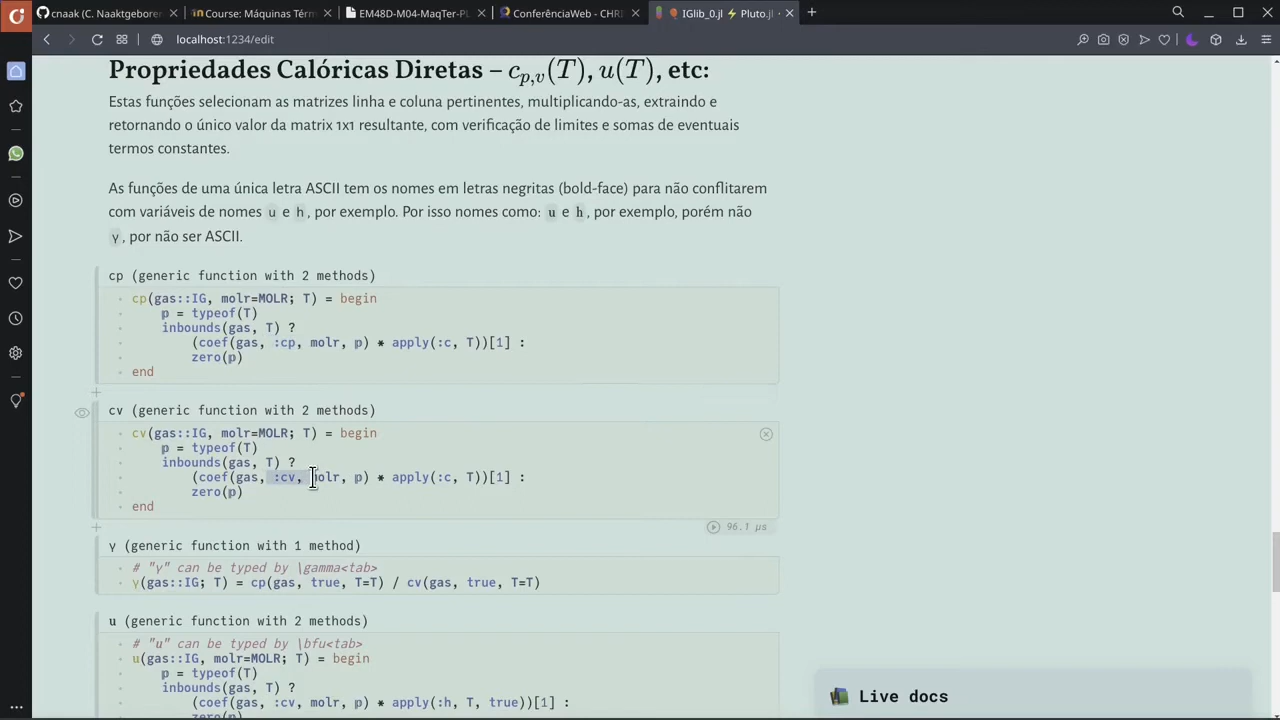 cnaak (C. Naaktgeboren
Course: Máquinas Térm
EM48D-M04-MaqTer-PL
ConferênciaWeb - CHRI
IGlib_0.jl ⚡ Pluto.jl
localhost:1234/edit
Propriedades Calóricas Diretas – c_{p,v}(T), u(T), etc:
Estas funções selecionam as matrizes linha e coluna pertinentes, multiplicando-as, extraindo e
retornando o único valor da matrix 1x1 resultante, com verificação de limites e somas de eventuais
termos constantes.
As funções de uma única letra ASCII tem os nomes em letras negritas (bold-face) para não conflitarem
com variáveis de nomes u e h, por exemplo. Por isso nomes como: 𝐮 e 𝐡, por exemplo, porém não
γ, por não ser ASCII.
cp (generic function with 2 methods)
cp(gas::IG, molr=MOLR; T) = begin
𝕡 = typeof(T)
inbounds(gas, T) ?
(coef(gas, :cp, molr, 𝕡) * apply(:c, T))[1] :
zero(𝕡)
end
cv (generic function with 2 methods)
cv(gas::IG, molr=MOLR; T) = begin
𝕡 = typeof(T)
inbounds(gas, T) ?
(coef(gas, :cv, molr, 𝕡) * apply(:c, T))[1] :
zero(𝕡)
end
96.1 μs
γ (generic function with 1 method)
# "γ" can be typed by \gamma<tab>
γ(gas::IG; T) = cp(gas, true, T=T) / cv(gas, true, T=T)
𝐮 (generic function with 2 methods)
# "𝐮" can be typed by \bfu<tab>
𝐮(gas::IG, molr=MOLR; T) = begin
𝕡 = typeof(T)
inbounds(gas, T) ?
(coef(gas, :cv, molr, 𝕡) * apply(:h, T, true))[1] :
zero(𝕡)
Live docs